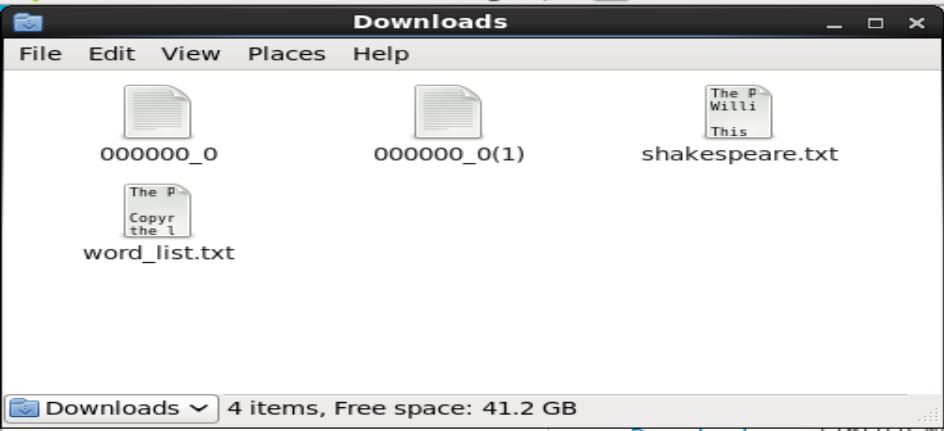 Downloads
File Edit View Places Help
The P
Willi
This
000000_0 000000_0(1) shakespeare.txt
The P
Copyr
the l
word_list.txt
Downloads 4 items, Free space: 41.2 GB